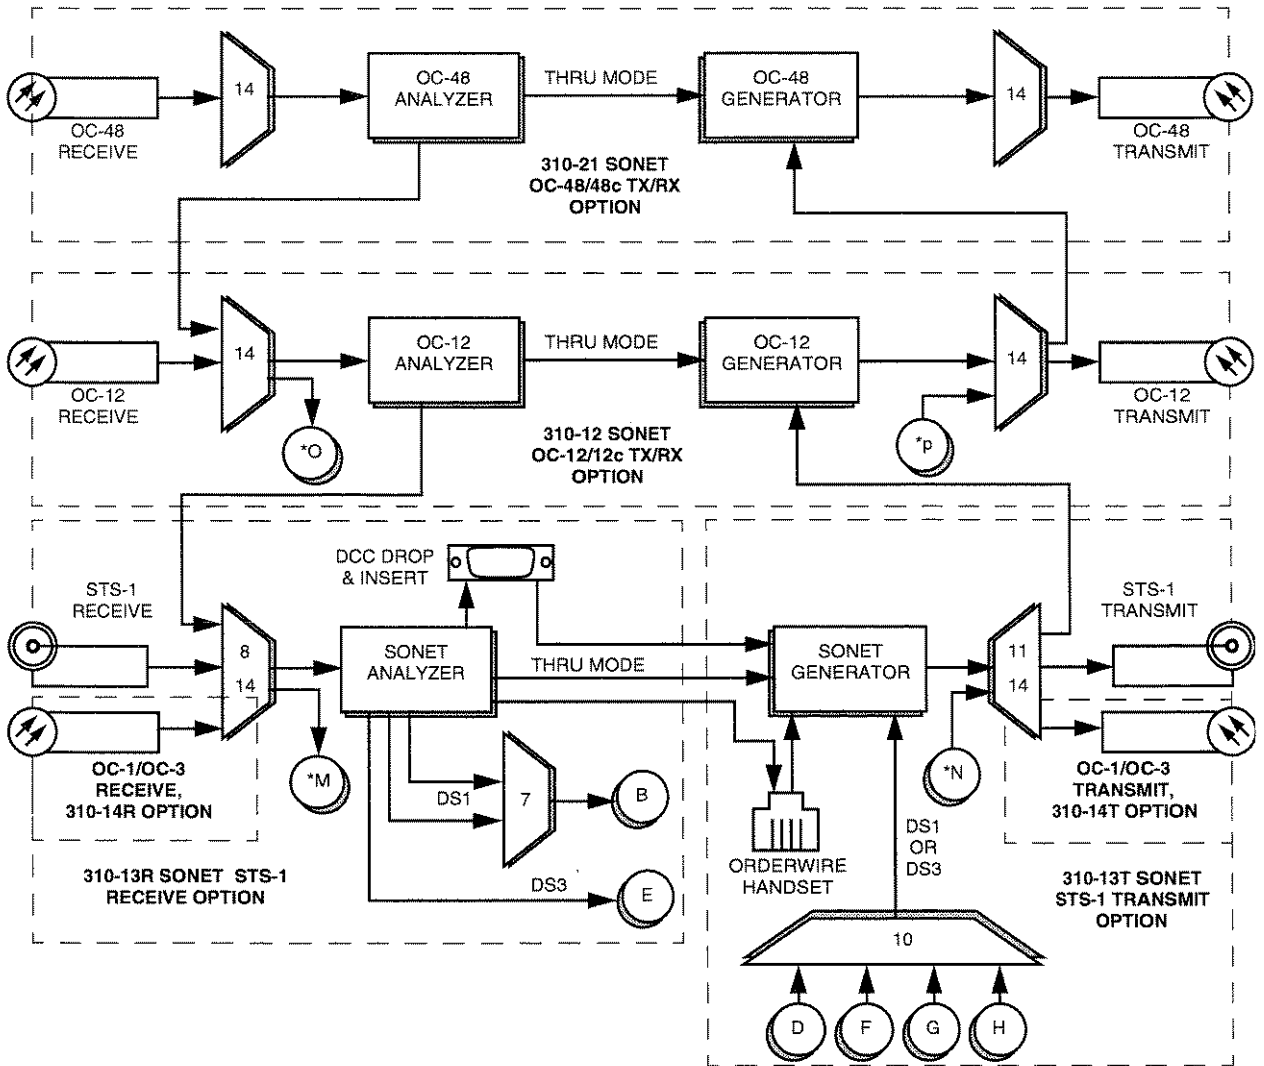 14
OC-48
ANALYZER
THRU MODE
OC-48
GENERATOR
14
OC-48
RECEIVE
OC-48
TRANSMIT
310-21 SONET
OC-48/48c TX/RX
OPTION
14
OC-12
ANALYZER
THRU MODE
OC-12
GENERATOR
14
OC-12
RECEIVE
OC-12
TRANSMIT
*O
310-12 SONET
OC-12/12c TX/RX
OPTION
*p
DCC DROP
& INSERT
STS-1
RECEIVE
STS-1
TRANSMIT
8
14
SONET
ANALYZER
THRU MODE
SONET
GENERATOR
11
14
OC-1/OC-3
RECEIVE,
310-14R OPTION
*M
DS1
7
B
*N
OC-1/OC-3
TRANSMIT,
310-14T OPTION
DS1
OR
DS3
ORDERWIRE
HANDSET
310-13R SONET STS-1
RECEIVE OPTION
DS3
E
310-13T SONET
STS-1 TRANSMIT
OPTION
10
D
F
G
H